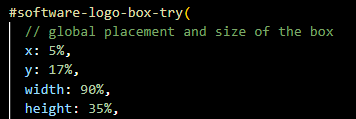 #software-logo-box-try(
// global placement and size of the box
x: 5%,
y: 17%,
width: 90%,
height: 35%,